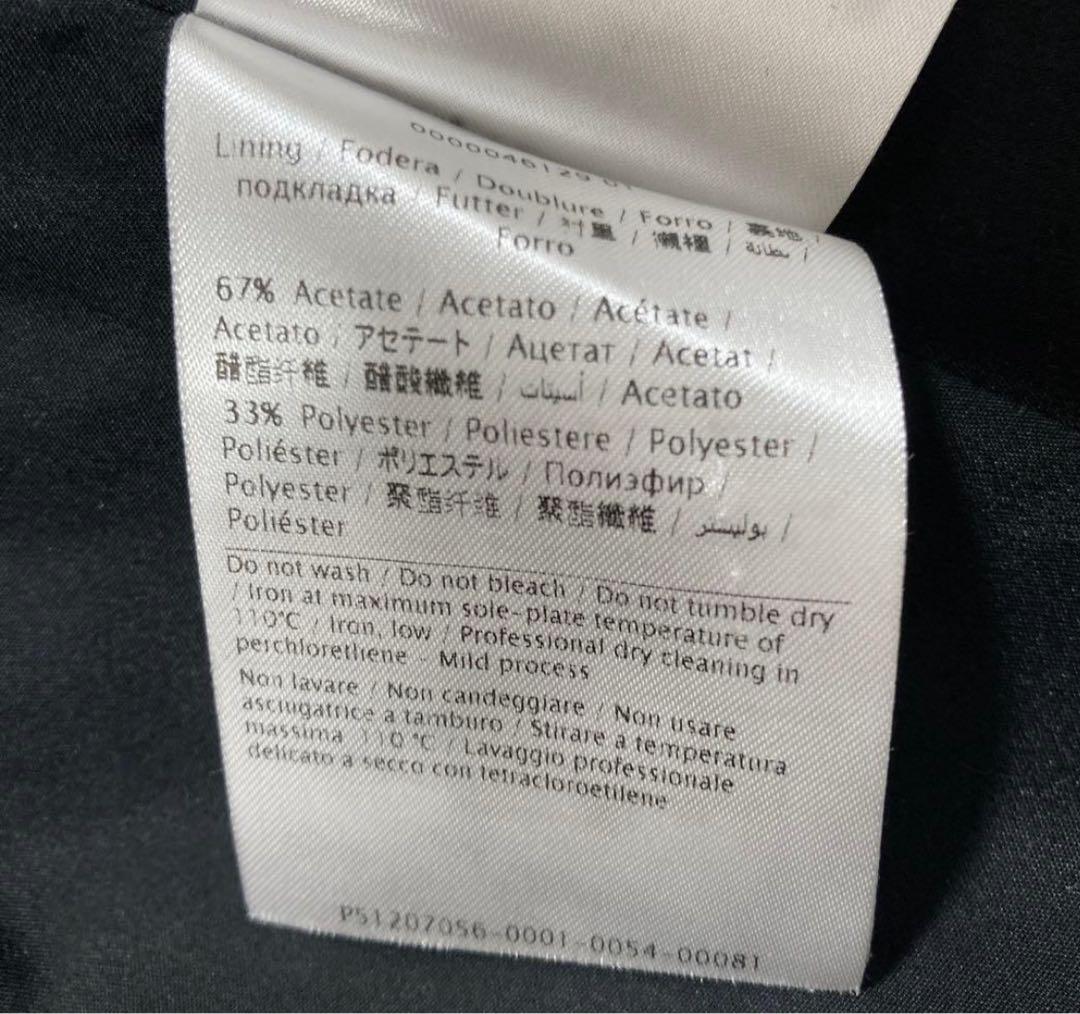 Lining / Fodera / Doublure / Forro / 裏地 /
подкладка / Futter / 衬里 / 襯裡 / بطانة /
Forro
67% Acetate / Acetato / Acétate /
Acetato / アセテート / Ацетат / Acetat /
醋酯纤维 / 醋酸纖維 / أسيتات / Acetato
33% Polyester / Poliestere / Polyester /
Poliéster / ポリエステル / Полиэфир /
Polyester / 聚酯纤维 / 聚酯纖維 / بوليستر /
Poliéster
Do not wash / Do not bleach / Do not tumble dry
/ Iron at maximum sole-plate temperature of
110°C / Iron, low / Professional dry cleaning in
perchlorethene - Mild process
Non lavare / Non candeggiare / Non usare
asciugatrice a tamburo / Stirare a temperatura
massima 110 °C / Lavaggio professionale
delicato a secco con tetracloroetilene
P51207056-0001-0054-00081